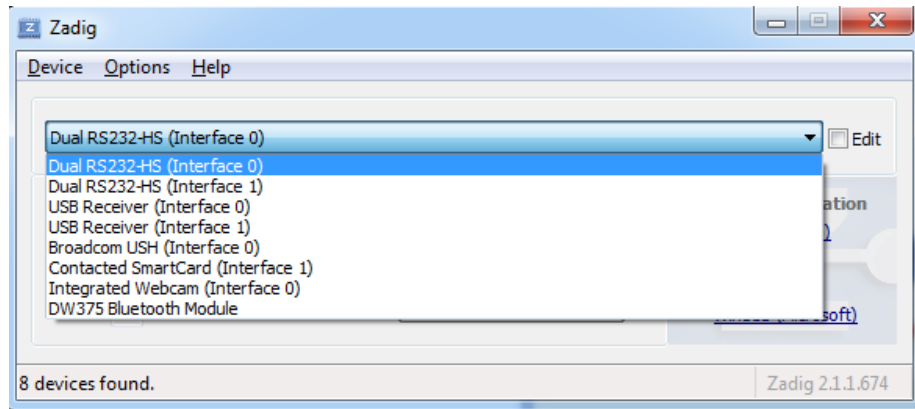 Zadig
Device Options Help
Dual RS232-HS (Interface 0)
Edit
Dual RS232-HS (Interface 0)
Dual RS232-HS (Interface 1)
USB Receiver (Interface 0)
USB Receiver (Interface 1)
Broadcom USH (Interface 0)
Contacted SmartCard (Interface 1)
Integrated Webcam (Interface 0)
DW375 Bluetooth Module
8 devices found.
Zadig 2.1.1.674